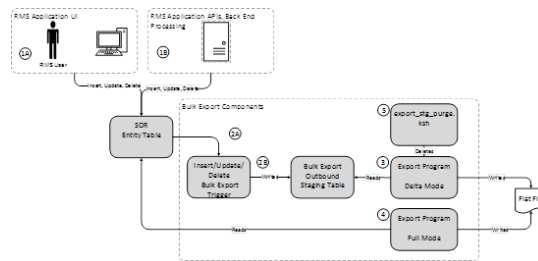 RMS Application UI
1A
RMS User
RMS Application APIs, Back End
Processing
1B
Insert, Update, Delete
Insert, Update, Delete
Bulk Export Components
SOR
Entity Table
2A
5
export_stg_purge.
ksh
Deletes
Insert/Update/
Delete
Bulk Export
Trigger
2B
Writes
Bulk Export
Outbound
Staging Table
Reads
3
Export Program
Delta Mode
Writes
Flat Fi
4
Export Program
Full Mode
Reads
Writes